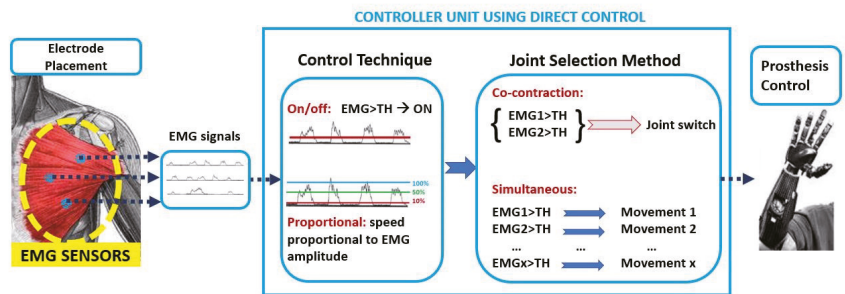 CONTROLLER UNIT USING DIRECT CONTROL
Electrode
Placement
EMG SENSORS
EMG signals
Control Technique
On/off: EMG>TH → ON
100%
50%
10%
Proportional: speed
proportional to EMG
amplitude
Joint Selection Method
Co-contraction:
{ EMG1>TH
EMG2>TH } Joint switch
Simultaneous:
EMG1>TH Movement 1
EMG2>TH Movement 2
... ... ...
EMGx>TH Movement x
Prosthesis
Control